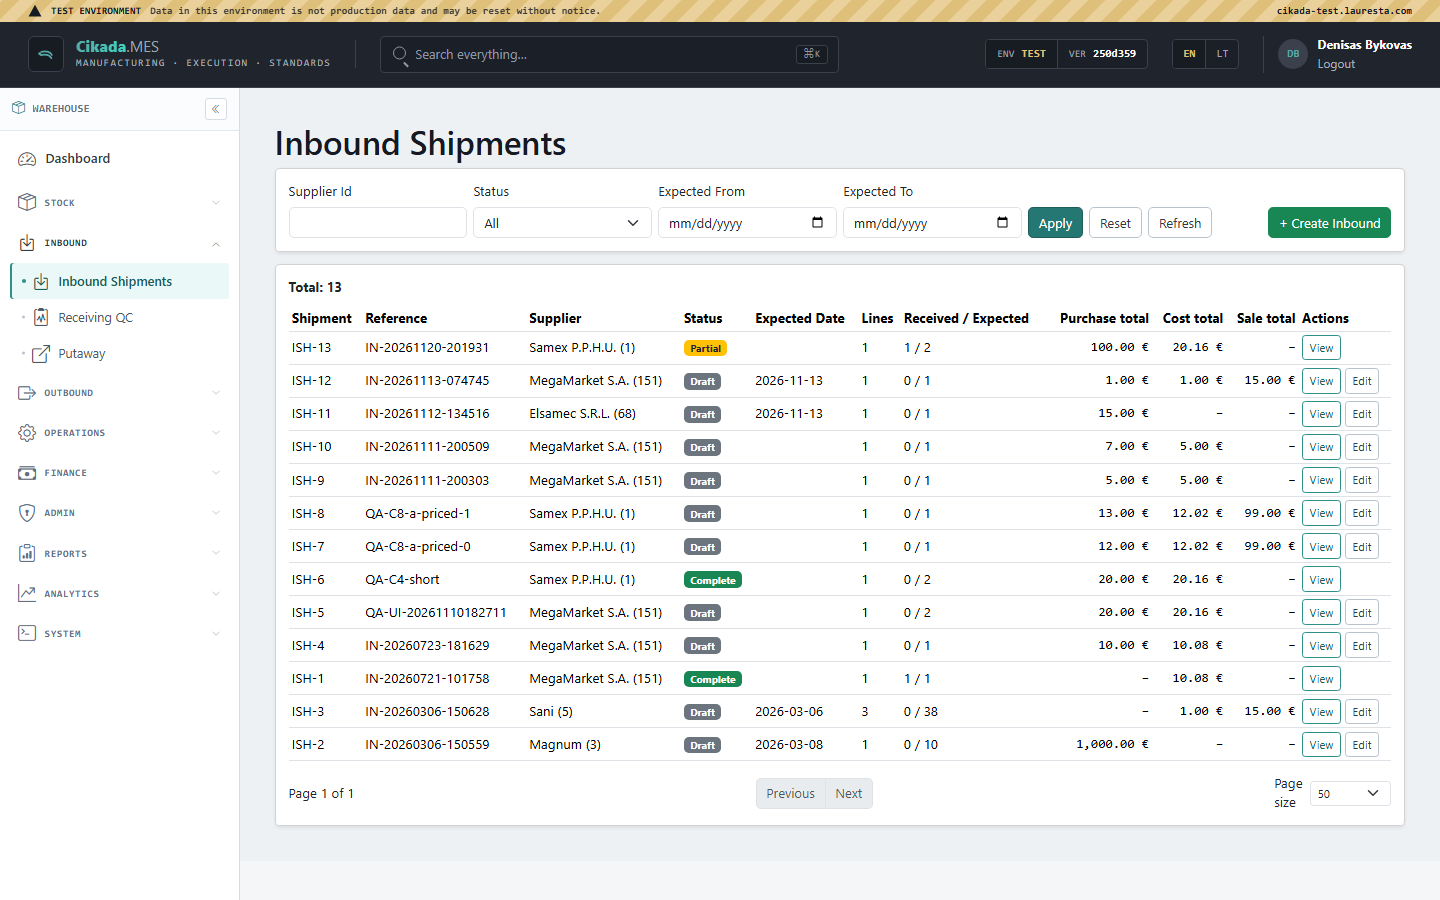 TEST ENVIRONMENT Data in this environment is not production data and may be reset without notice. cikada-test.lauresta.com
Cikada.MES
MANUFACTURING · EXECUTION · STANDARDS
Search everything... ⌘K
ENV TEST VER 250d359 EN LT
DB Denisas Bykovas
Logout
WAREHOUSE
Dashboard
STOCK
INBOUND
Inbound Shipments
Receiving QC
Putaway
OUTBOUND
OPERATIONS
FINANCE
ADMIN
REPORTS
ANALYTICS
SYSTEM
Inbound Shipments
Supplier Id Status Expected From Expected To
All mm/dd/yyyy mm/dd/yyyy Apply Reset Refresh + Create Inbound
Total: 13
Shipment Reference Supplier Status Expected Date Lines Received / Expected Purchase total Cost total Sale total Actions
ISH-13 IN-20261120-201931 Samex P.P.H.U. (1) Partial 1 1 / 2 100.00 € 20.16 € – View
ISH-12 IN-20261113-074745 MegaMarket S.A. (151) Draft 2026-11-13 1 0 / 1 1.00 € 1.00 € 15.00 € View Edit
ISH-11 IN-20261112-134516 Elsamec S.R.L. (68) Draft 2026-11-13 1 0 / 1 15.00 € – – View Edit
ISH-10 IN-20261111-200509 MegaMarket S.A. (151) Draft 1 0 / 1 7.00 € 5.00 € – View Edit
ISH-9 IN-20261111-200303 MegaMarket S.A. (151) Draft 1 0 / 1 5.00 € 5.00 € – View Edit
ISH-8 QA-C8-a-priced-1 Samex P.P.H.U. (1) Draft 1 0 / 1 13.00 € 12.02 € 99.00 € View Edit
ISH-7 QA-C8-a-priced-0 Samex P.P.H.U. (1) Draft 1 0 / 1 12.00 € 12.02 € 99.00 € View Edit
ISH-6 QA-C4-short Samex P.P.H.U. (1) Complete 1 0 / 2 20.00 € 20.16 € – View
ISH-5 QA-UI-20261110182711 MegaMarket S.A. (151) Draft 1 0 / 2 20.00 € 20.16 € – View Edit
ISH-4 IN-20260723-181629 MegaMarket S.A. (151) Draft 1 0 / 1 10.00 € 10.08 € – View Edit
ISH-1 IN-20260721-101758 MegaMarket S.A. (151) Complete 1 1 / 1 – 10.08 € – View
ISH-3 IN-20260306-150628 Sani (5) Draft 2026-03-06 3 0 / 38 – 1.00 € 15.00 € View Edit
ISH-2 IN-20260306-150559 Magnum (3) Draft 2026-03-08 1 0 / 10 1,000.00 € – – View Edit
Page 1 of 1 Previous Next Page size 50